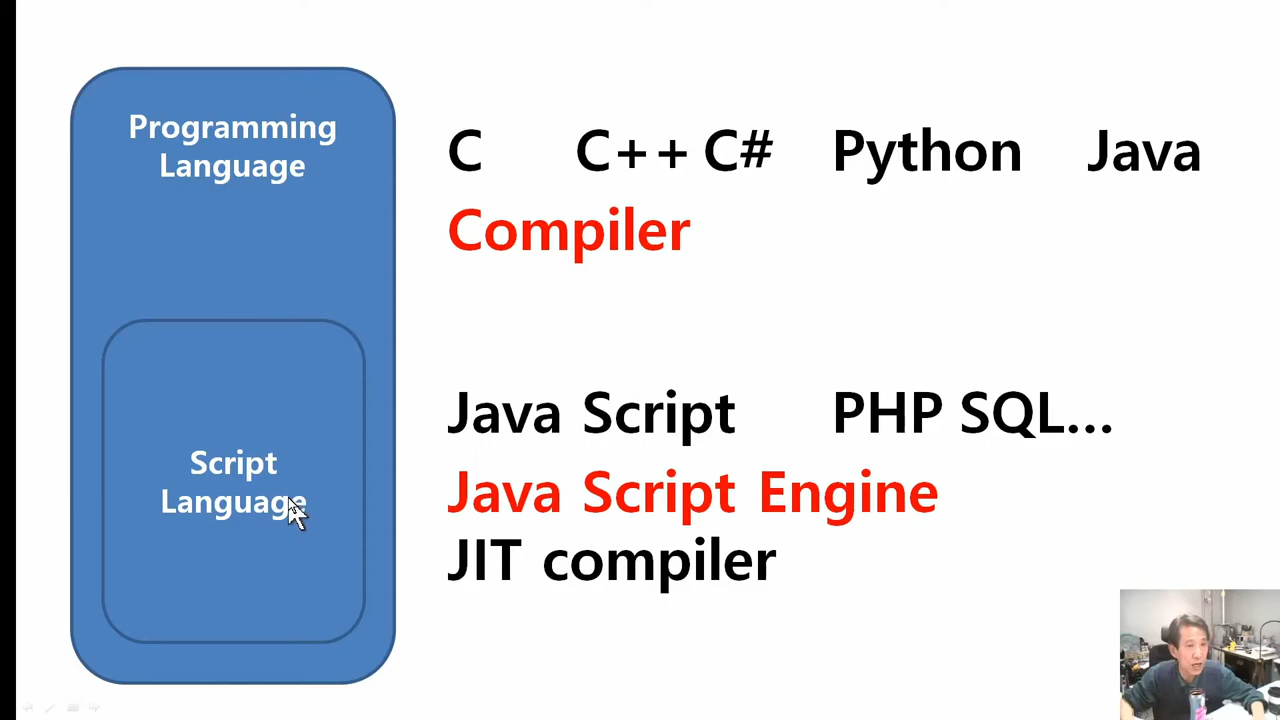 Programming
Language
C C++ C# Python Java
Compiler
Script
Language
Java Script PHP SQL...
Java Script Engine
JIT compiler